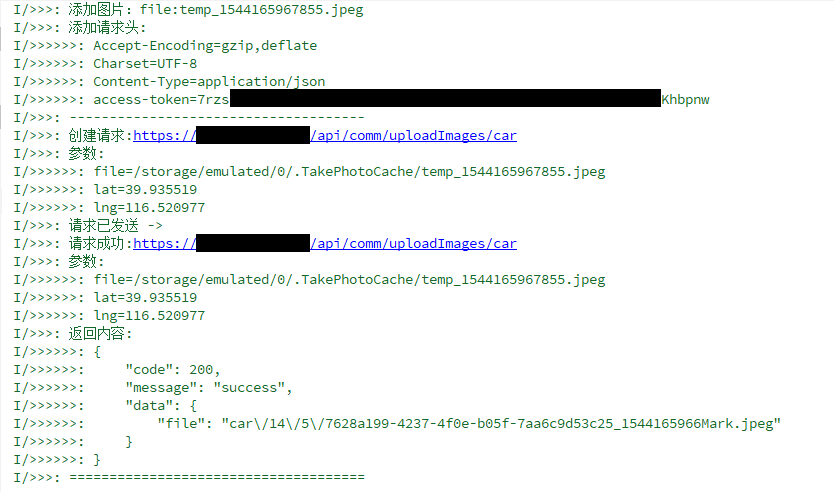 I/>>>: 添加图片: file:temp_1544165967855.jpeg
I/>>>: 添加请求头:
I/>>>>>>: Accept-Encoding=gzip,deflate
I/>>>>>>: Charset=UTF-8
I/>>>>>>: Content-Type=application/json
I/>>>>>>: access-token=7rzs Khbpnw
I/>>>: -------------------------------------
I/>>>: 创建请求:https:// /api/comm/uploadImages/car
I/>>>: 参数:
I/>>>>>>: file=/storage/emulated/0/.TakePhotoCache/temp_1544165967855.jpeg
I/>>>>>>: lat=39.935519
I/>>>>>>: lng=116.520977
I/>>>: 请求已发送 ->
I/>>>: 请求成功:https:// /api/comm/uploadImages/car
I/>>>: 参数:
I/>>>>>>: file=/storage/emulated/0/.TakePhotoCache/temp_1544165967855.jpeg
I/>>>>>>: lat=39.935519
I/>>>>>>: lng=116.520977
I/>>>: 返回内容:
I/>>>>>>: {
I/>>>>>>:     "code": 200,
I/>>>>>>:     "message": "success",
I/>>>>>>:     "data": {
I/>>>>>>:         "file": "car\/14\/5\/7628a199-4237-4f0e-b05f-7aa6c9d53c25_1544165966Mark.jpeg"
I/>>>>>>:     }
I/>>>>>>: }
I/>>>: =====================================